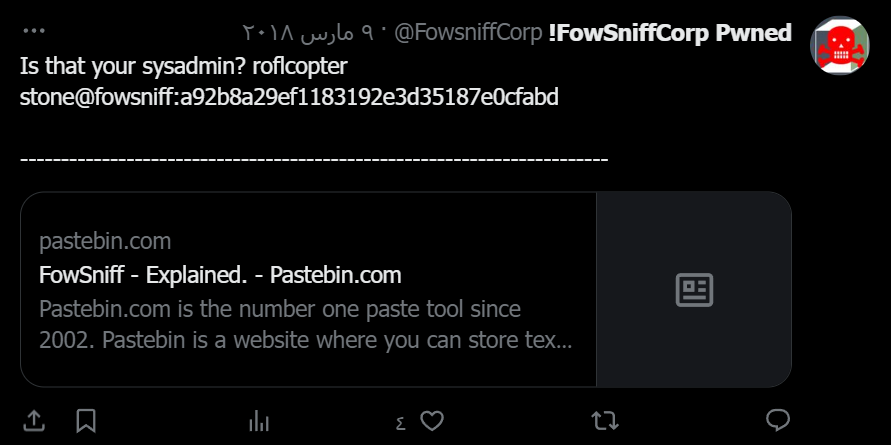 !FowSniffCorp Pwned @FowsniffCorp · ٩ مارس ٢٠١٨
Is that your sysadmin? roflcopter
stone@fowsniff:a92b8a29ef1183192e3d35187e0cfabd
------------------------------------------------------------------------
pastebin.com
FowSniff - Explained. - Pastebin.com
Pastebin.com is the number one paste tool since
2002. Pastebin is a website where you can store tex...
٤